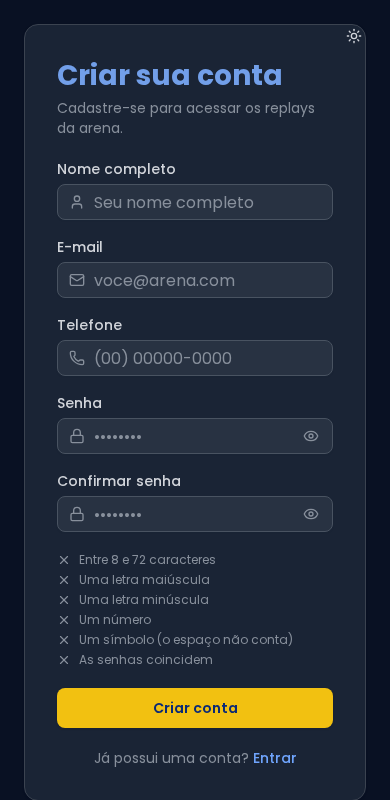 Criar sua conta
Cadastre-se para acessar os replays
da arena.
Nome completo
Seu nome completo
E-mail
voce@arena.com
Telefone
(00) 00000-0000
Senha
••••••••
Confirmar senha
••••••••
Entre 8 e 72 caracteres
Uma letra maiúscula
Uma letra minúscula
Um número
Um símbolo (o espaço não conta)
As senhas coincidem
Criar conta
Já possui uma conta? Entrar